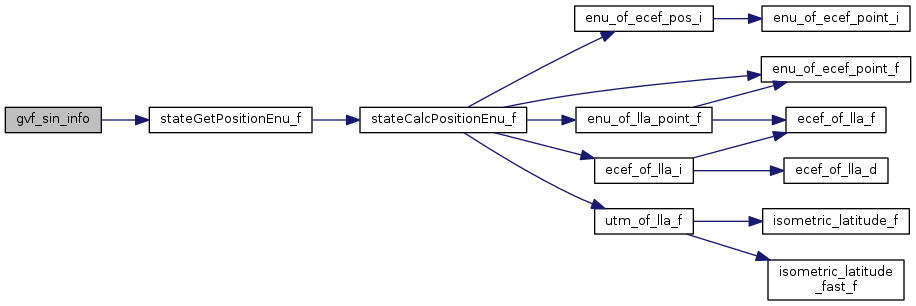 enu_of_ecef_pos_i
enu_of_ecef_point_i
enu_of_ecef_point_f
gvf_sin_info
stateGetPositionEnu_f
stateCalcPositionEnu_f
enu_of_lla_point_f
ecef_of_lla_f
ecef_of_lla_i
ecef_of_lla_d
utm_of_lla_f
isometric_latitude_f
isometric_latitude
_fast_f